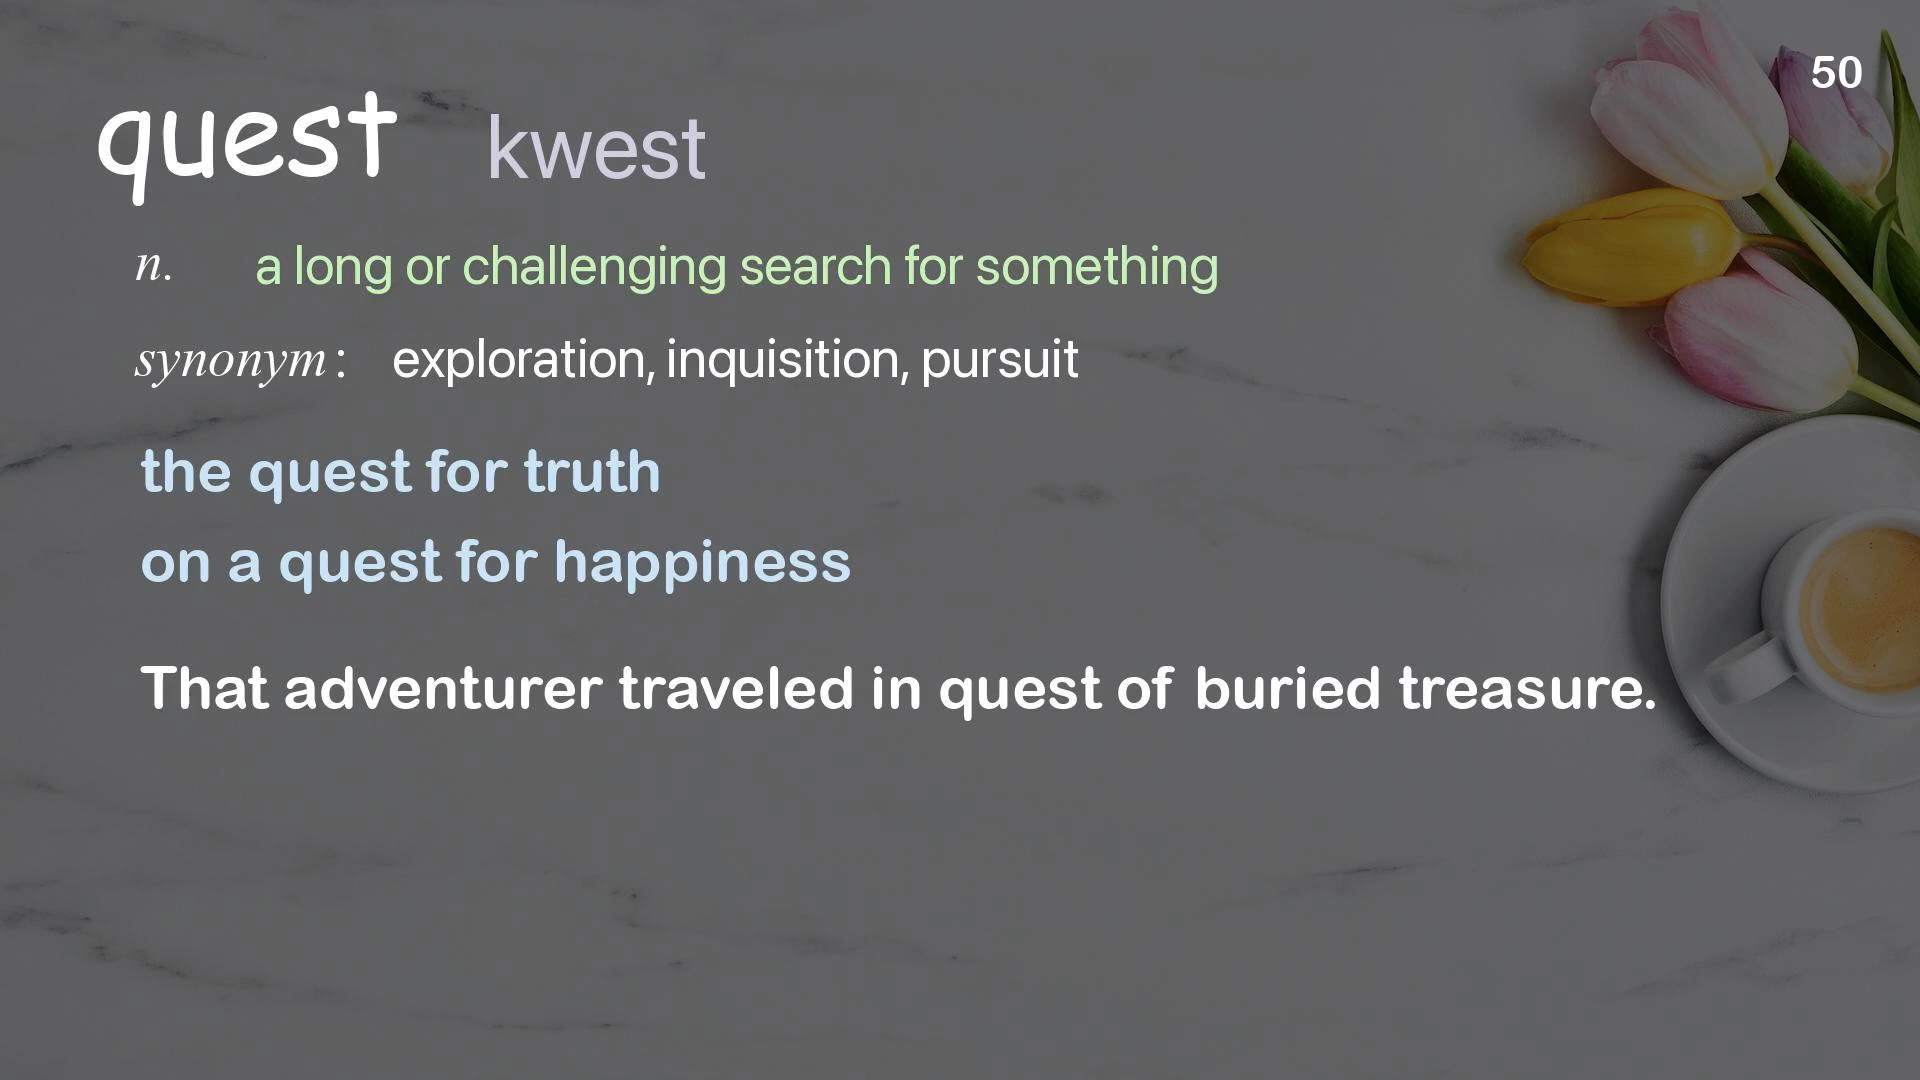 50
quest kwest
n. a long or challenging search for something
synonym: exploration, inquisition, pursuit
the quest for truth
on a quest for happiness
That adventurer traveled in quest of buried treasure.